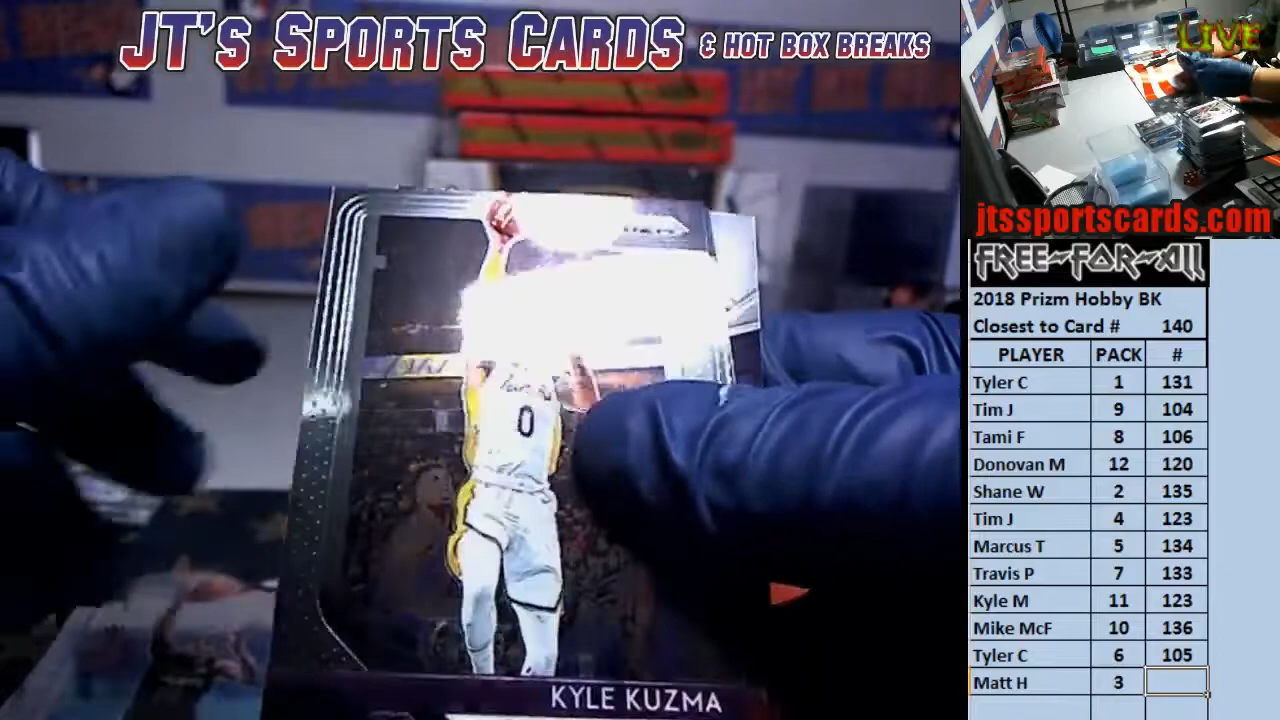 JT's Sports Cards & Hot Box Breaks
LIVE
jtssportscards.com
FREE-FOR-All
2018 Prizm Hobby BK
Closest to Card # 140
PLAYER PACK #
Tyler C 1 131
Tim J 9 104
Tami F 8 106
Donovan M 12 120
Shane W 2 135
Tim J 4 123
Marcus T 5 134
Travis P 7 133
Kyle M 11 123
Mike McF 10 136
Tyler C 6 105
Matt H 3
0
KYLE KUZMA